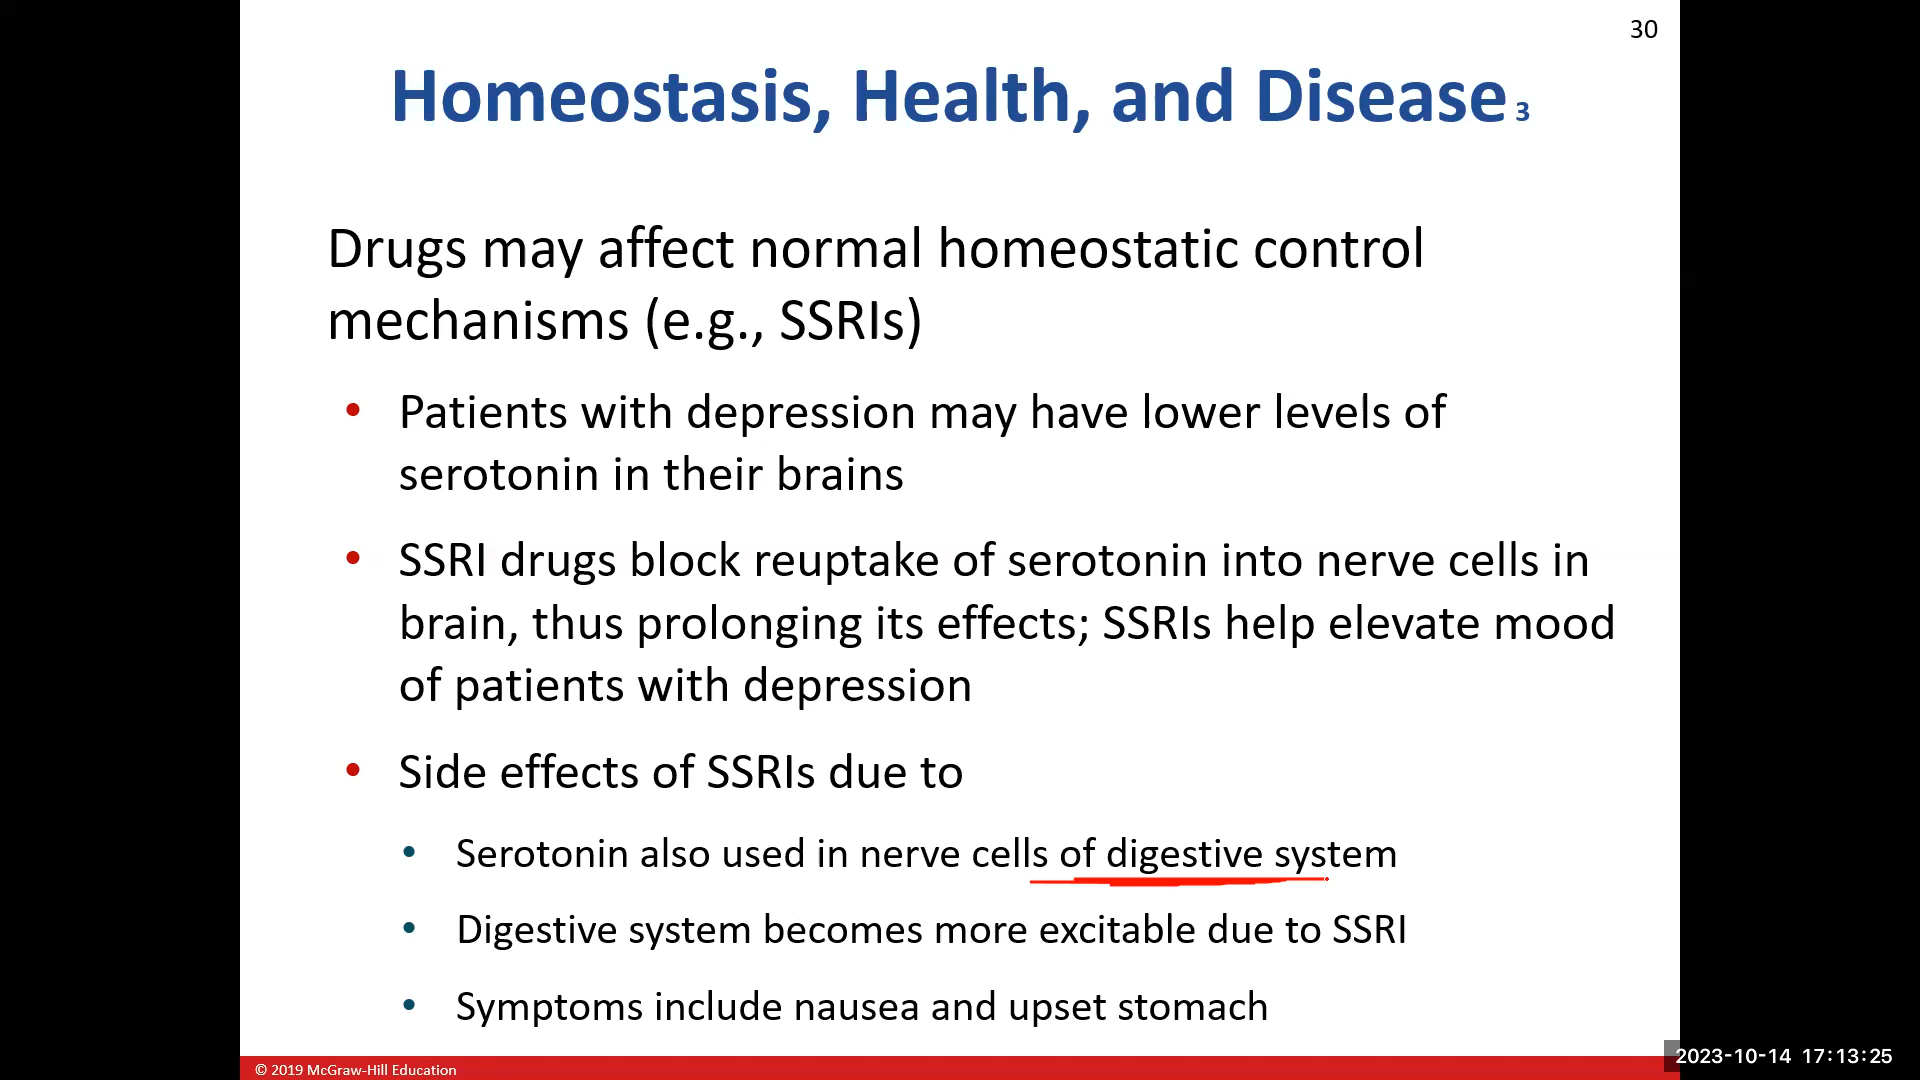 30
Homeostasis, Health, and Disease 3
Drugs may affect normal homeostatic control
mechanisms (e.g., SSRIs)
• Patients with depression may have lower levels of
serotonin in their brains
• SSRI drugs block reuptake of serotonin into nerve cells in
brain, thus prolonging its effects; SSRIs help elevate mood
of patients with depression
• Side effects of SSRIs due to
• Serotonin also used in nerve cells of digestive system
• Digestive system becomes more excitable due to SSRI
• Symptoms include nausea and upset stomach
© 2019 McGraw-Hill Education
2023-10-14 17:13:25